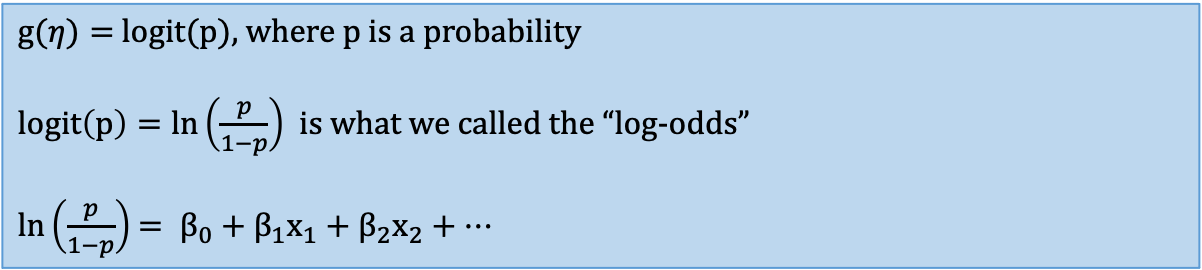 g(η) = logit(p), where p is a probability
logit(p) = ln(p/(1−p)) is what we called the “log-odds”
ln(p/(1−p)) = β₀ + β₁x₁ + β₂x₂ + ⋯